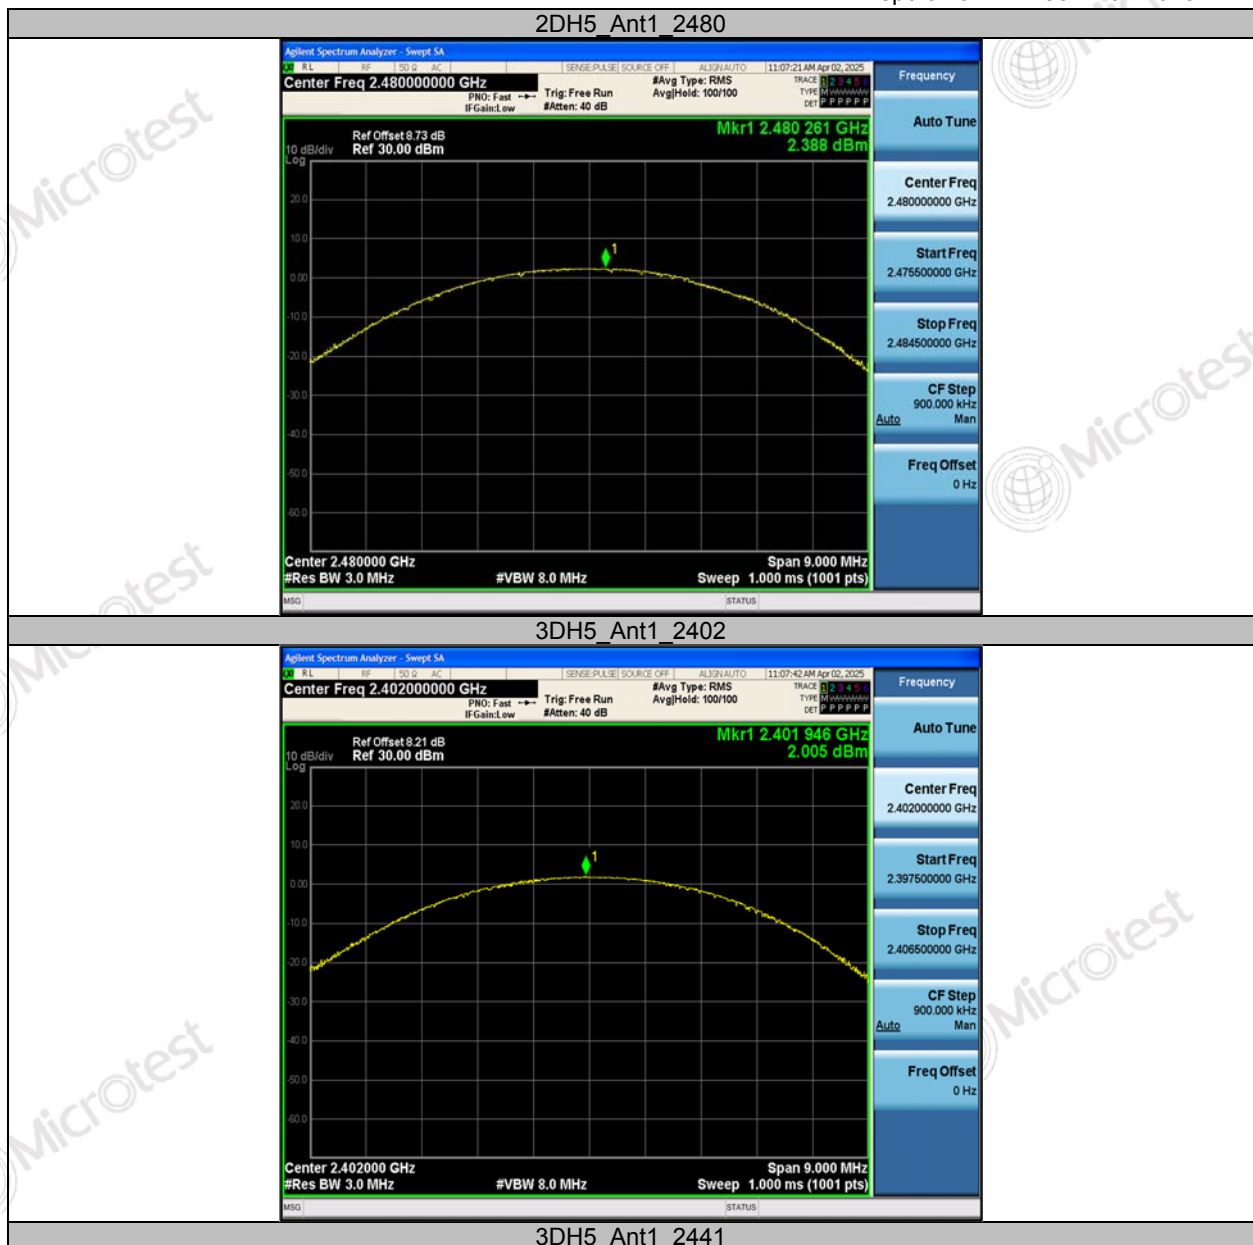 2DH5_Ant1_2480
Agilent Spectrum Analyzer - Swept SA
RL RF 50 Ω AC SENSE:PULSE SOURCE OFF ALIGN AUTO 11:07:21 AM Apr 02, 2025
Center Freq 2.480000000 GHz
PNO: Fast
IFGain:Low
Trig: Free Run
#Atten: 40 dB
#Avg Type: RMS
Avg|Hold: 100/100
TRACE 1 2 3 4 5 6
TYPE M WWWWW
DET P P P P P P
Frequency
Mkr1 2.480 261 GHz
2.388 dBm
Ref Offset 8.73 dB
10 dB/div Ref 30.00 dBm
Log
20.0
10.0
0.00
-10.0
-20.0
-30.0
-40.0
-50.0
-60.0
1
Center 2.480000 GHz Span 9.000 MHz
#Res BW 3.0 MHz #VBW 8.0 MHz Sweep 1.000 ms (1001 pts)
MSG STATUS
Auto Tune
Center Freq
2.480000000 GHz
Start Freq
2.475500000 GHz
Stop Freq
2.484500000 GHz
CF Step
900.000 kHz
Auto Man
Freq Offset
0 Hz
3DH5_Ant1_2402
Agilent Spectrum Analyzer - Swept SA
RL RF 50 Ω AC SENSE:PULSE SOURCE OFF ALIGN AUTO 11:07:42 AM Apr 02, 2025
Center Freq 2.402000000 GHz
PNO: Fast
IFGain:Low
Trig: Free Run
#Atten: 40 dB
#Avg Type: RMS
Avg|Hold: 100/100
TRACE 1 2 3 4 5 6
TYPE M WWWWW
DET P P P P P P
Frequency
Mkr1 2.401 946 GHz
2.005 dBm
Ref Offset 8.21 dB
10 dB/div Ref 30.00 dBm
Log
20.0
10.0
0.00
-10.0
-20.0
-30.0
-40.0
-50.0
-60.0
1
Center 2.402000 GHz Span 9.000 MHz
#Res BW 3.0 MHz #VBW 8.0 MHz Sweep 1.000 ms (1001 pts)
MSG STATUS
Auto Tune
Center Freq
2.402000000 GHz
Start Freq
2.397500000 GHz
Stop Freq
2.406500000 GHz
CF Step
900.000 kHz
Auto Man
Freq Offset
0 Hz
3DH5_Ant1_2441
Microtest
Microtest
Microtest
Microtest
Microtest